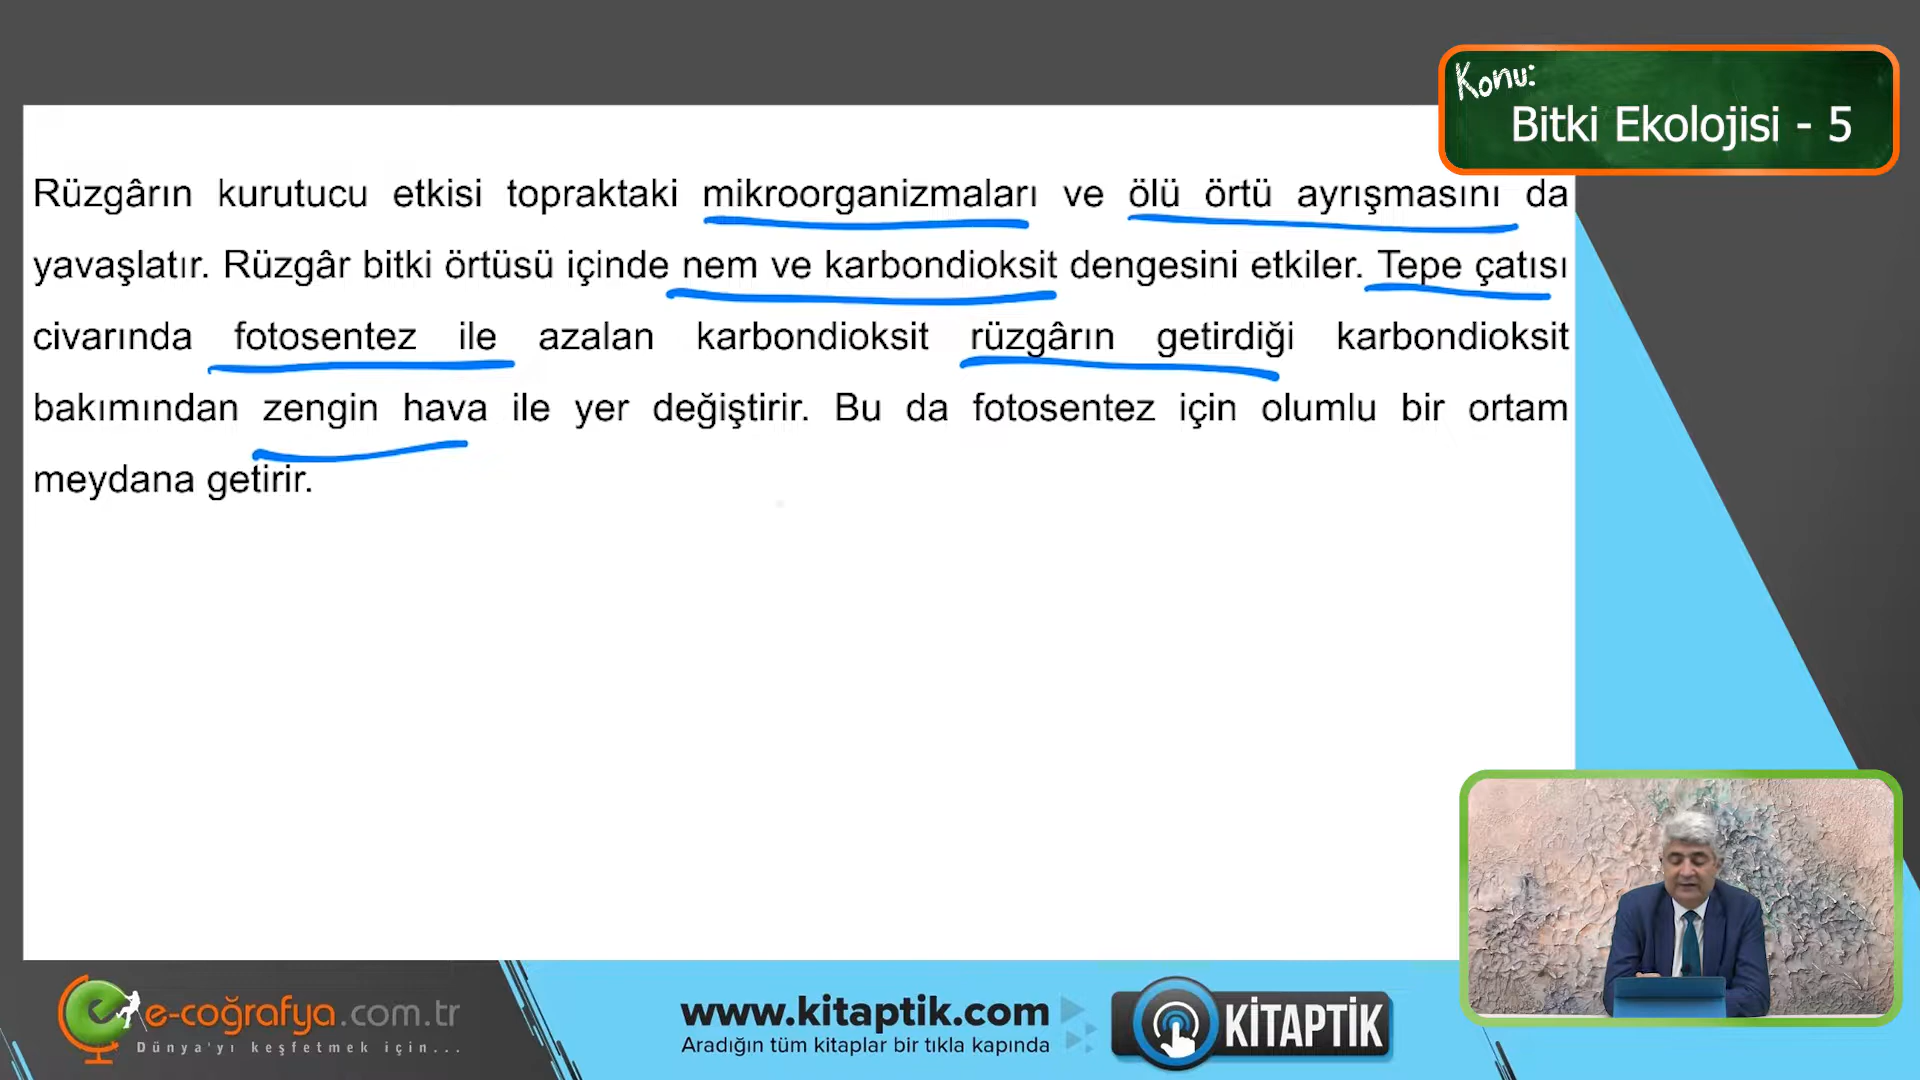 Konu:
Bitki Ekolojisi - 5
Rüzgârın kurutucu etkisi topraktaki mikroorganizmaları ve ölü örtü ayrışmasını da
yavaşlatır. Rüzgâr bitki örtüsü içinde nem ve karbondioksit dengesini etkiler. Tepe çatısı
civarında fotosentez ile azalan karbondioksit rüzgârın getirdiği karbondioksit
bakımından zengin hava ile yer değiştirir. Bu da fotosentez için olumlu bir ortam
meydana getirir.
e-coğrafya.com.tr
Dünya'yı keşfetmek için...
www.kitaptik.com
Aradığın tüm kitaplar bir tıkla kapında
KİTAPTİK